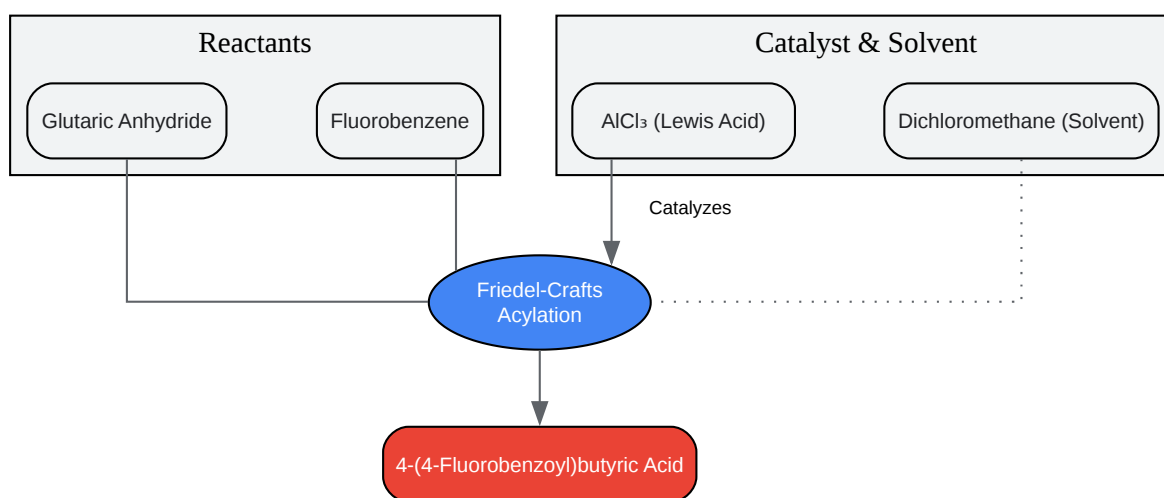 Reactants
Catalyst & Solvent
Glutaric Anhydride
Fluorobenzene
AlCl₃ (Lewis Acid)
Dichloromethane (Solvent)
Catalyzes
Friedel-Crafts
Acylation
4-(4-Fluorobenzoyl)butyric Acid